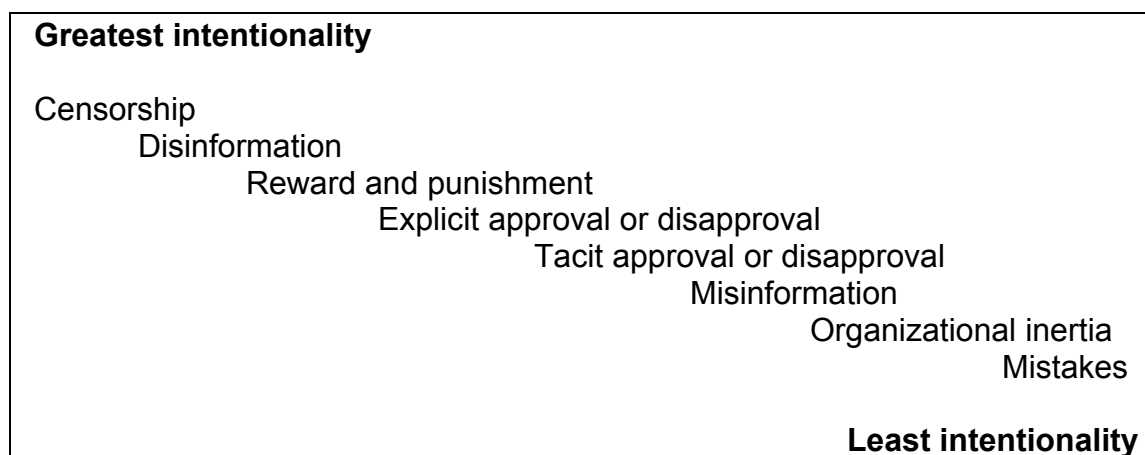 Greatest intentionality
Censorship
Disinformation
Reward and punishment
Explicit approval or disapproval
Tacit approval or disapproval
Misinformation
Organizational inertia
Mistakes
Least intentionality